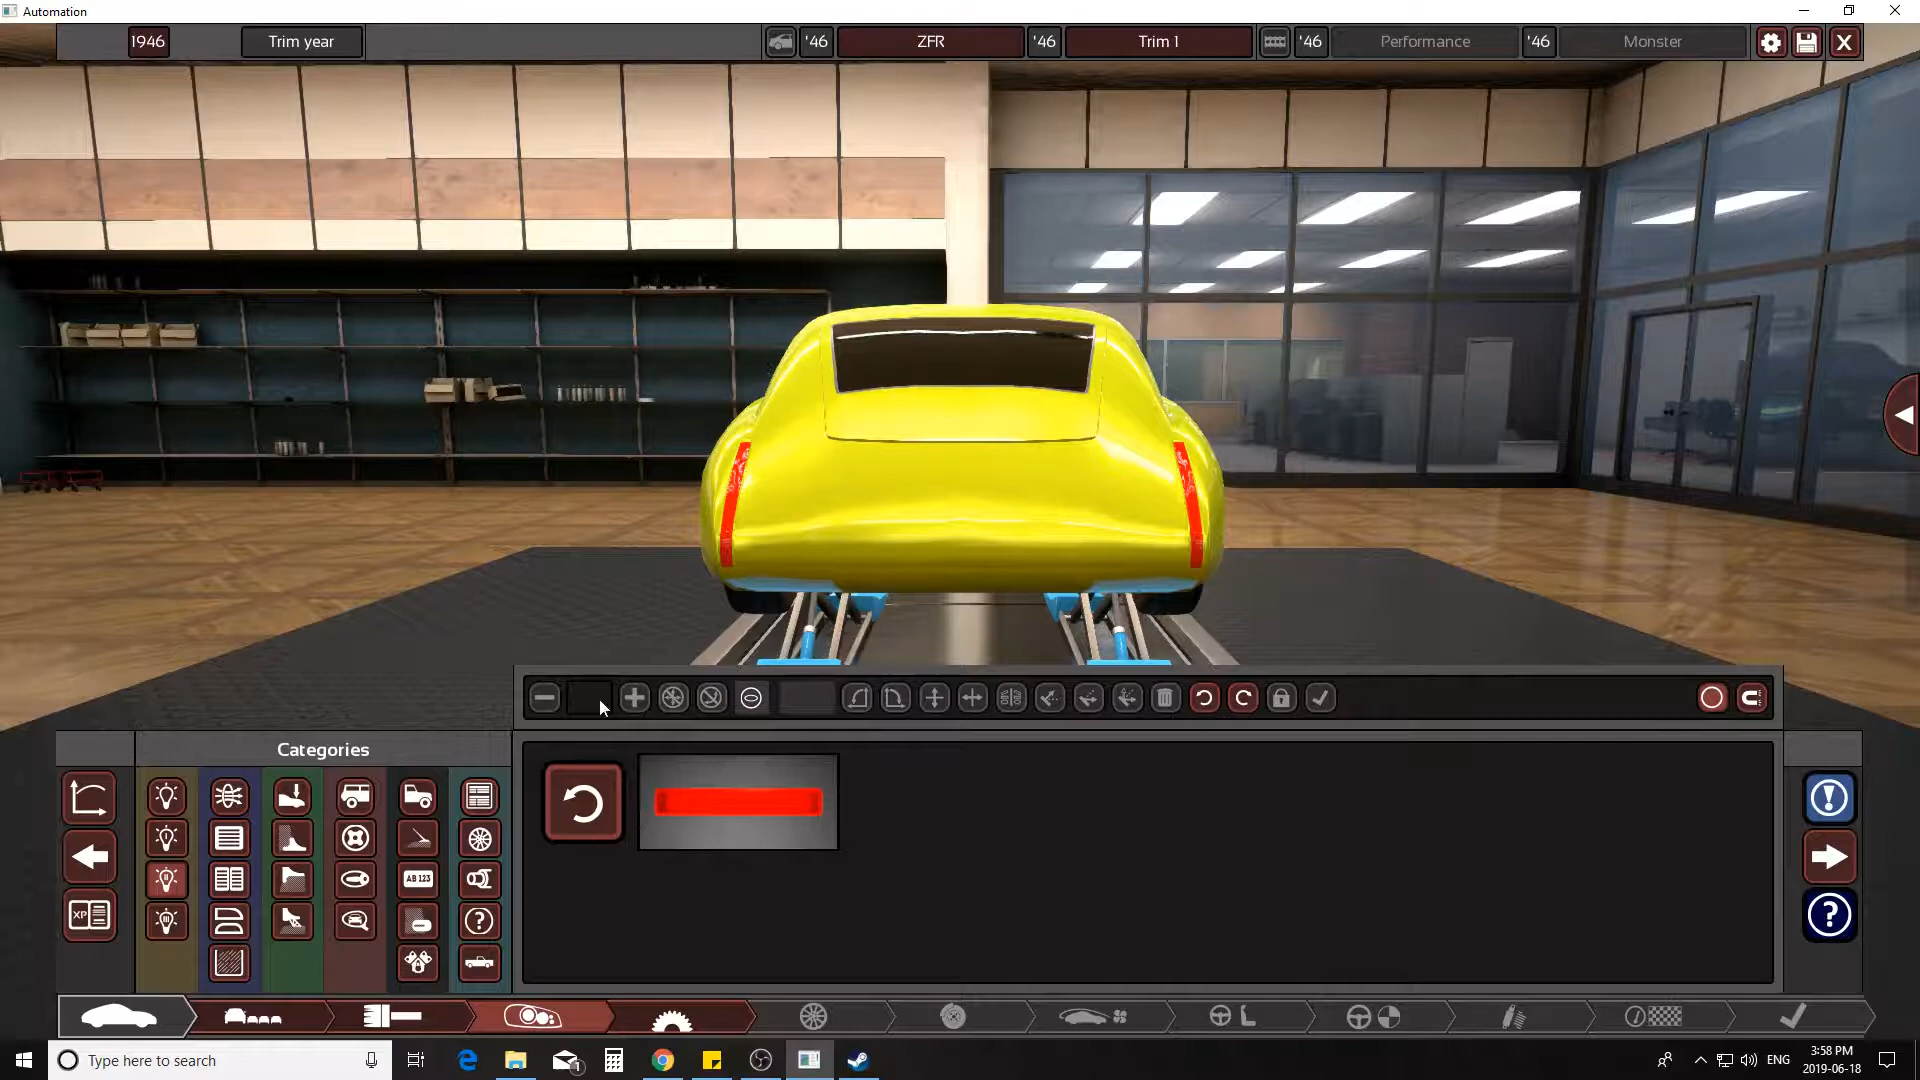 Automation
1946
Trim year
'46
ZFR
'46
Trim 1
'46
Performance
'46
Monster
Categories
XP
AB 123
Type here to search
1
ENG
3:58 PM
2019-06-18